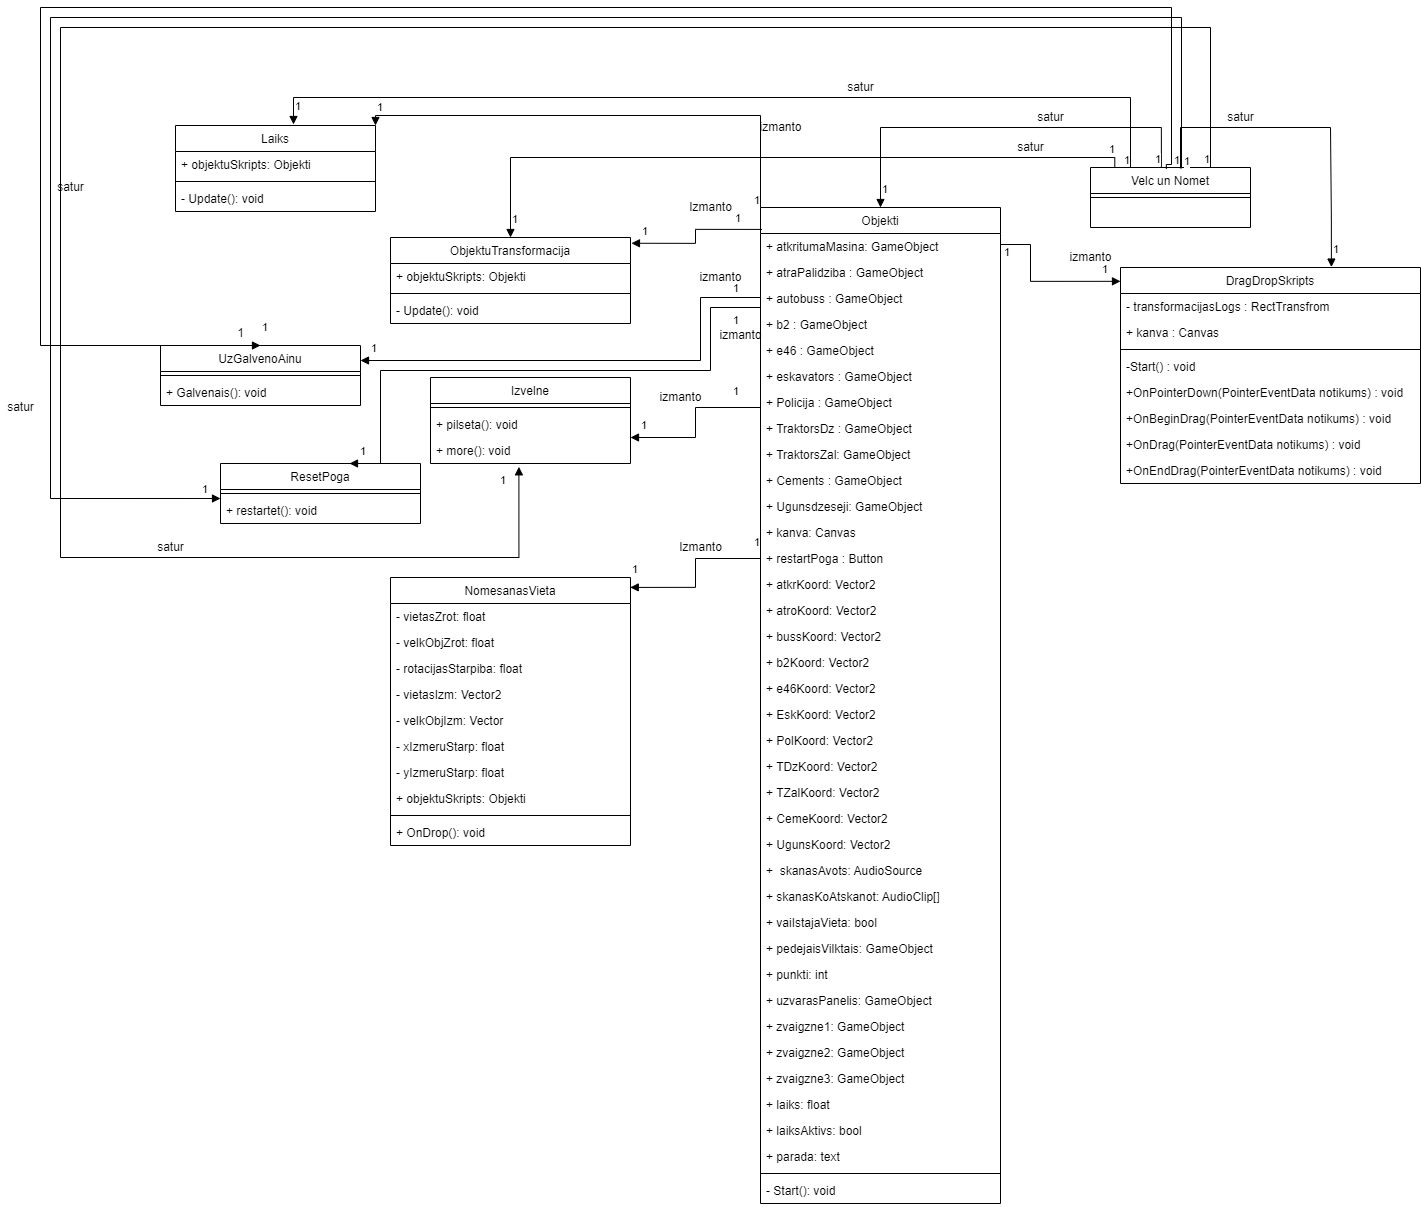 satur
1
1
izmanto
satur
satur
satur
1
1
1
1
1
1
Laiks
+ objektuSkripts: Objekti
- Update(): void
satur
Velc un Nomet
1
1
Izmanto
1
1
1
1
ObjektuTransformacija
+ objektuSkripts: Objekti
- Update(): void
izmanto
1
1
1
izmanto
1
izmanto
1
1
1
UzGalvenoAinu
+ Galvenais(): void
satur
Izvelne
+ pilseta(): void
+ more(): void
izmanto
1
1
1
1
1
ResetPoga
+ restartet(): void
satur
Izmanto
1
1
NomesanasVieta
- vietasZrot: float
- velkObjZrot: float
- rotacijasStarpiba: float
- vietasIzm: Vector2
- velkObjIzm: Vector
- xIzmeruStarp: float
- yIzmeruStarp: float
+ objektuSkripts: Objekti
+ OnDrop(): void
Objekti
+ atkritumaMasina: GameObject
+ atraPalidziba : GameObject
+ autobuss : GameObject
+ b2 : GameObject
+ e46 : GameObject
+ eskavators : GameObject
+ Policija : GameObject
+ TraktorsDz : GameObject
+ TraktorsZal: GameObject
+ Cements : GameObject
+ Ugunsdzeseji: GameObject
+ kanva: Canvas
+ restartPoga : Button
+ atkrKoord: Vector2
+ atroKoord: Vector2
+ bussKoord: Vector2
+ b2Koord: Vector2
+ e46Koord: Vector2
+ EskKoord: Vector2
+ PolKoord: Vector2
+ TDzKoord: Vector2
+ TZalKoord: Vector2
+ CemeKoord: Vector2
+ UgunsKoord: Vector2
+ skanasAvots: AudioSource
+ skanasKoAtskanot: AudioClip[]
+ vaiIstajaVieta: bool
+ pedejaisVilktais: GameObject
+ punkti: int
+ uzvarasPanelis: GameObject
+ zvaigzne1: GameObject
+ zvaigzne2: GameObject
+ zvaigzne3: GameObject
+ laiks: float
+ laiksAktivs: bool
+ parada: text
- Start(): void
1
izmanto
1
1
DragDropSkripts
- transformacijasLogs : RectTransfrom
+ kanva : Canvas
-Start() : void
+OnPointerDown(PointerEventData notikums) : void
+OnBeginDrag(PointerEventData notikums) : void
+OnDrag(PointerEventData notikums) : void
+OnEndDrag(PointerEventData notikums) : void